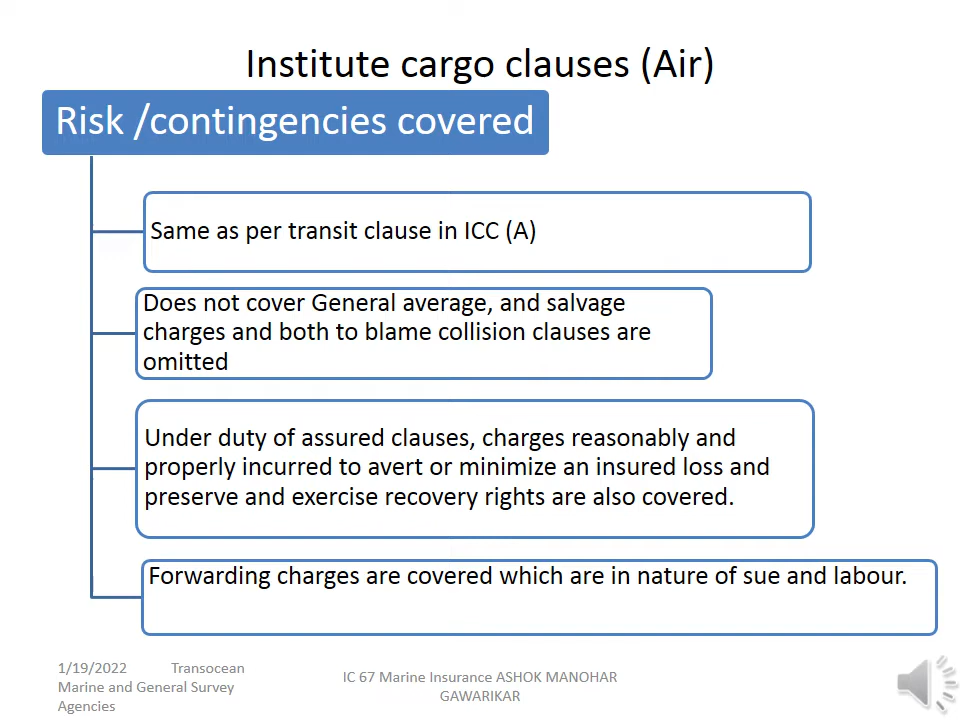 Institute cargo clauses (Air)
Risk /contingencies covered
Same as per transit clause in ICC (A)
Does not cover General average, and salvage
charges and both to blame collision clauses are
omitted
Under duty of assured clauses, charges reasonably and
properly incurred to avert or minimize an insured loss and
preserve and exercise recovery rights are also covered.
Forwarding charges are covered which are in nature of sue and labour.
1/19/2022 Transocean
Marine and General Survey
Agencies
IC 67 Marine Insurance ASHOK MANOHAR
GAWARIKAR